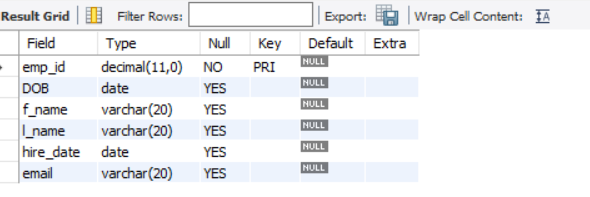 Result Grid Filter Rows: Export: Wrap Cell Content: IA
Field Type Null Key Default Extra
emp_id decimal(11,0) NO PRI NULL
DOB date YES NULL
f_name varchar(20) YES NULL
l_name varchar(20) YES NULL
hire_date date YES NULL
email varchar(20) YES NULL